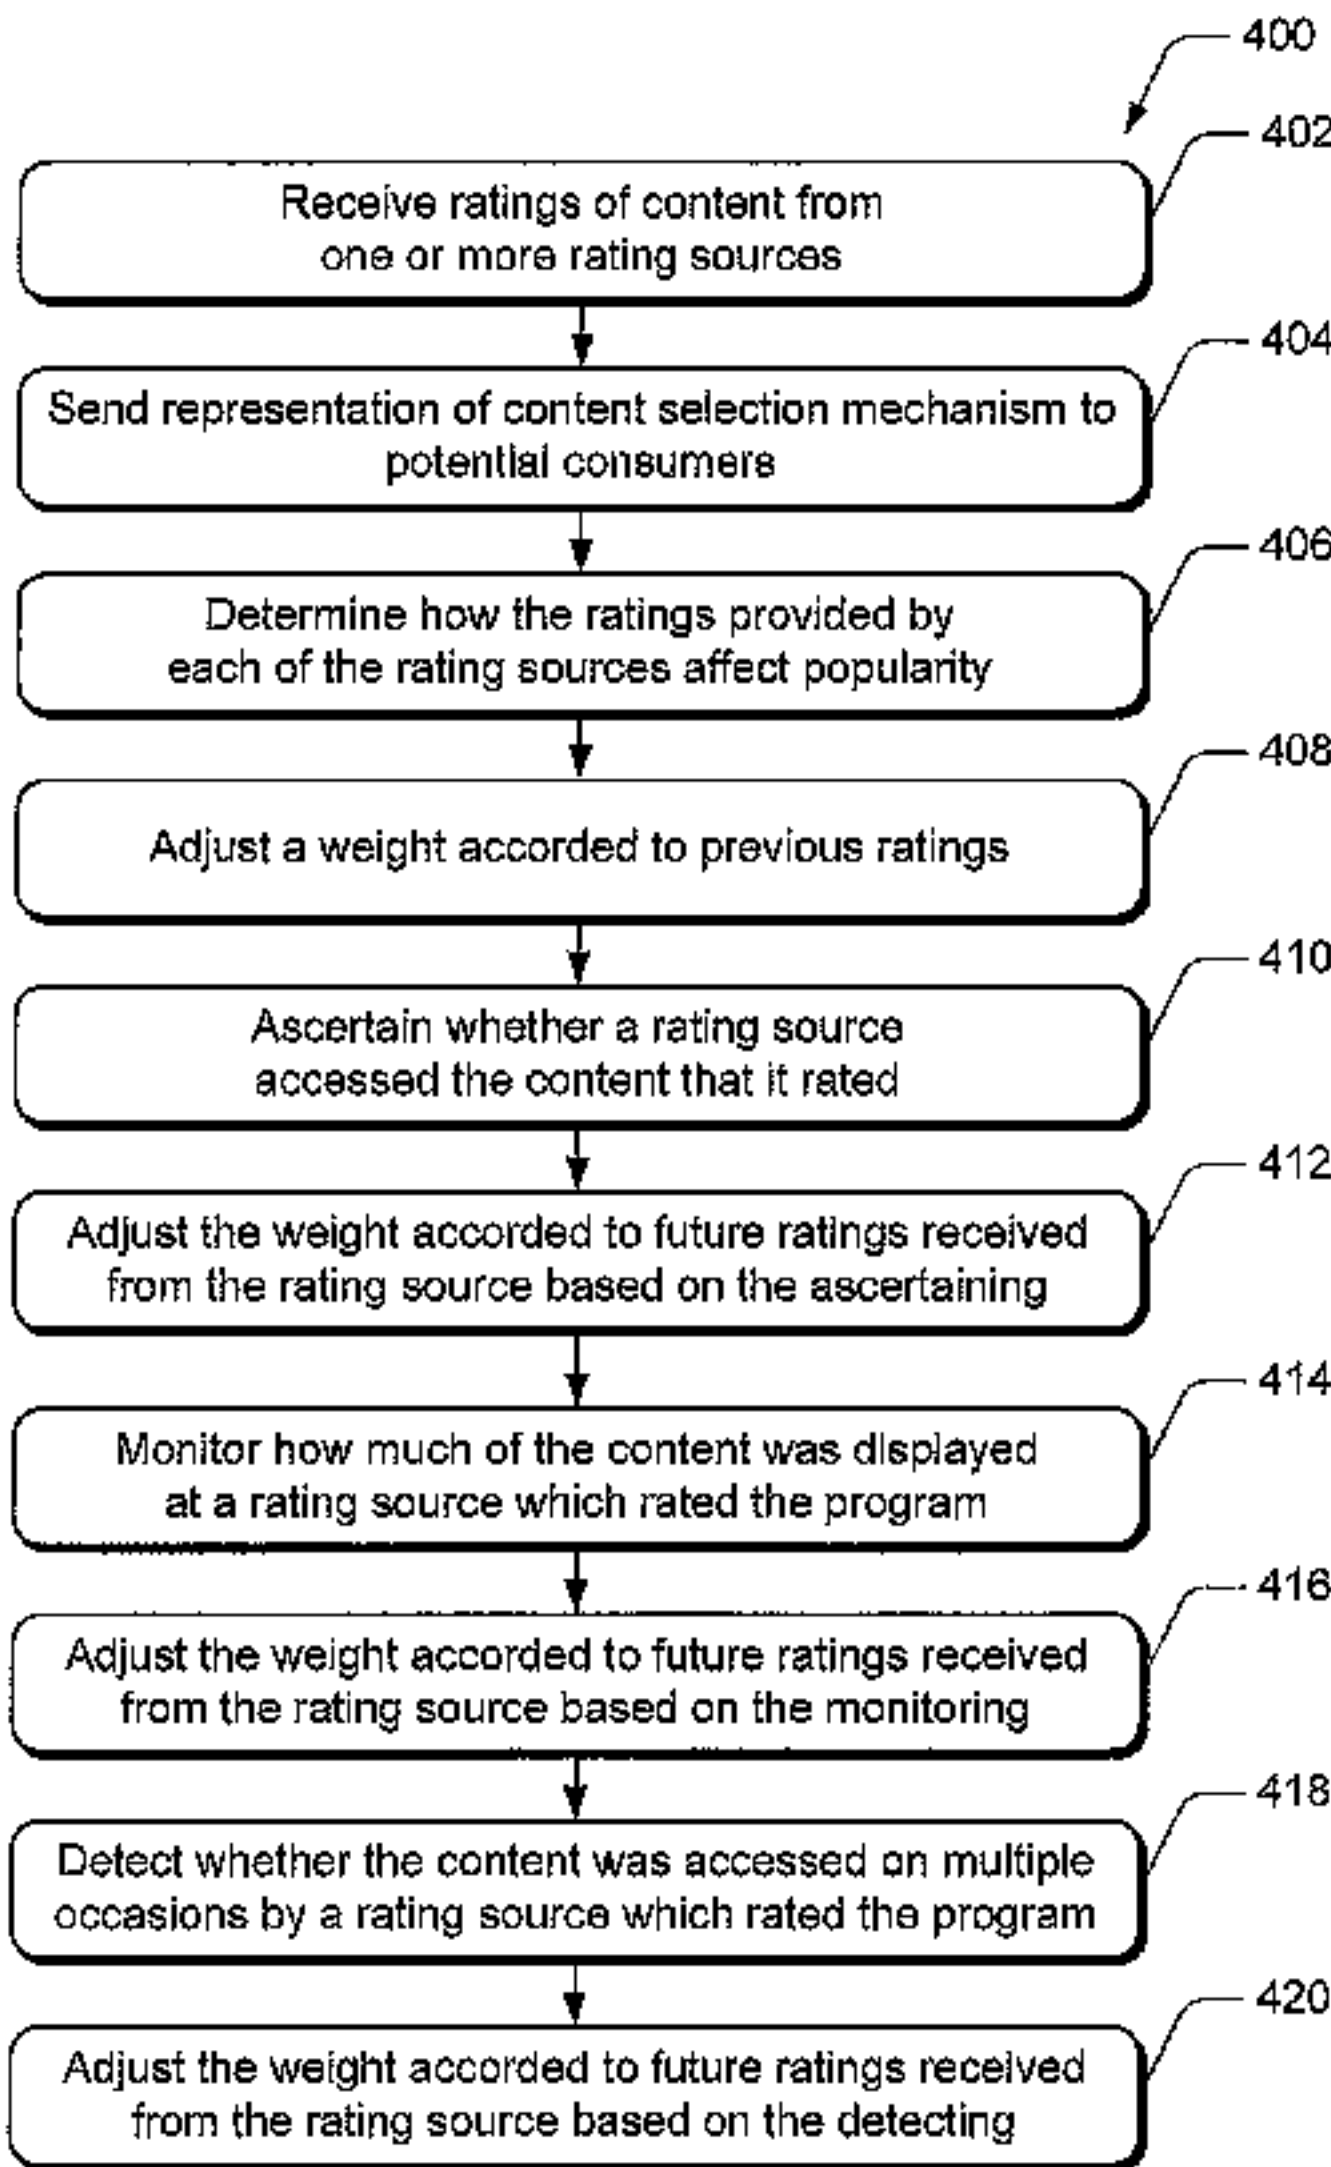 400
402
Receive ratings of content from
one or more rating sources
404
Send representation of content selection mechanism to
potential consumers
406
Determine how the ratings provided by
each of the rating sources affect popularity
408
Adjust a weight accorded to previous ratings
410
Ascertain whether a rating source
accessed the content that it rated
412
Adjust the weight accorded to future ratings received
from the rating source based on the ascertaining
414
Monitor how much of the content was displayed
at a rating source which rated the program
416
Adjust the weight accorded to future ratings received
from the rating source based on the monitoring
418
Detect whether the content was accessed on multiple
occasions by a rating source which rated the program
420
Adjust the weight accorded to future ratings received
from the rating source based on the detecting